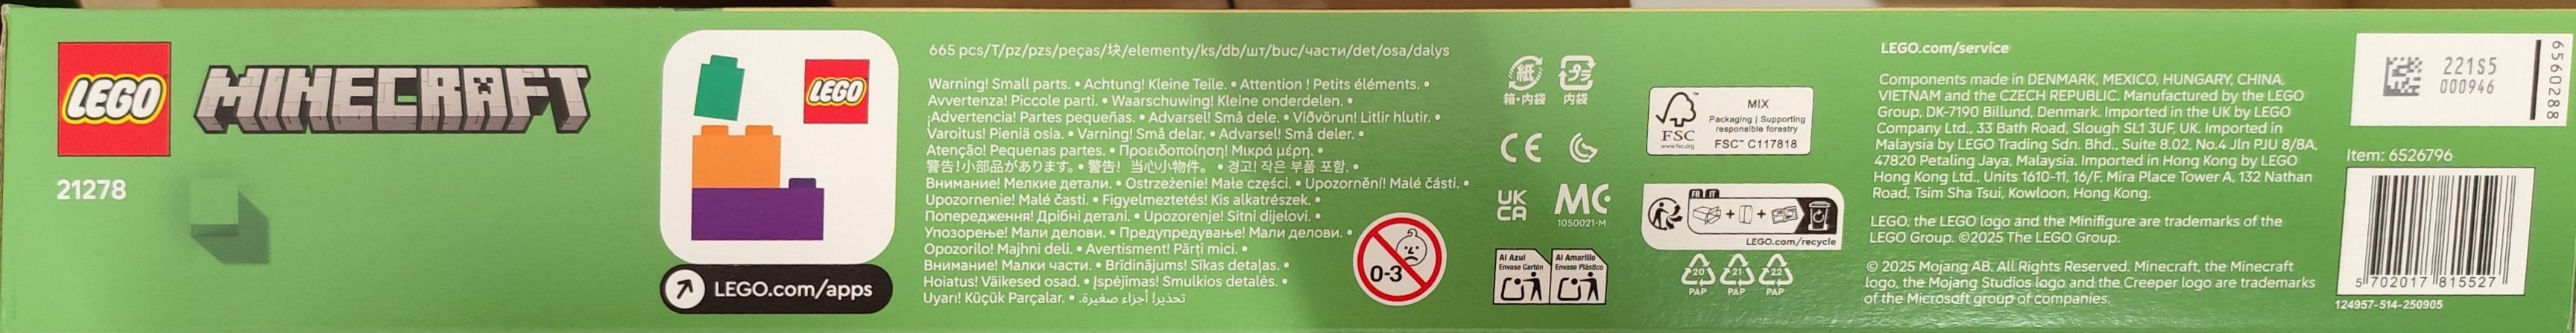 LEGO
MINECRAFT
21278
LEGO
LEGO.com/apps
665 pcs/T/pz/pzs/peças/块/elementy/ks/db/шт/buc/части/det/osa/dalys
Warning! Small parts. • Achtung! Kleine Teile. • Attention ! Petits éléments. •
Avvertenza! Piccole parti. • Waarschuwing! Kleine onderdelen. •
¡Advertencia! Partes pequeñas. • Advarsel! Små dele. • Viðvörun! Litlir hlutir. •
Varoitus! Pieniä osia. • Varning! Små delar. • Advarsel! Små deler. •
Atenção! Pequenas partes. • Προειδοποίηση! Μικρά μέρη. •
警告!小部品があります。 • 警告! 当心小物件。 • 경고! 작은 부품 포함. •
Внимание! Мелкие детали. • Ostrzeżenie! Małe części. • Upozornění! Malé části. •
Upozornenie! Malé časti. • Figyelmeztetés! Kis alkatrészek. •
Попередження! Дрібні деталі. • Upozorenje! Sitni dijelovi. •
Упозорење! Мали делови. • Предупредување! Мали делови. •
Opozorilo! Majhni deli. • Avertisment! Părți mici. •
Внимание! Малки части. • Brīdinājums! Sīkas detaļas. •
Hoiatus! Väikesed osad. • Įspėjimas! Smulkios detalės. •
Uyarı! Küçük Parçalar. • تحذير! أجزاء صغيرة.
0-3
紙
箱・内袋
プラ
内袋
CE
UK
CA
MC
1050021-M
Al Azul
Envase Cartón
Al Amarillo
Envase Plástico
FSC
www.fsc.org
MIX
Packaging | Supporting
responsible forestry
FSC™ C117818
FR IT
LEGO.com/recycle
20
PAP
21
PAP
22
PAP
LEGO.com/service
Components made in DENMARK, MEXICO, HUNGARY, CHINA,
VIETNAM and the CZECH REPUBLIC. Manufactured by the LEGO
Group, DK-7190 Billund, Denmark. Imported in the UK by LEGO
Company Ltd., 33 Bath Road, Slough SL1 3UF, UK. Imported in
Malaysia by LEGO Trading Sdn. Bhd., Suite 8.02, No.4 Jln PJU 8/8A,
47820 Petaling Jaya, Malaysia. Imported in Hong Kong by LEGO
Hong Kong Ltd., Units 1610-11, 16/F, Mira Place Tower A, 132 Nathan
Road, Tsim Sha Tsui, Kowloon, Hong Kong.
LEGO, the LEGO logo and the Minifigure are trademarks of the
LEGO Group. ©2025 The LEGO Group.
© 2025 Mojang AB. All Rights Reserved. Minecraft, the Minecraft
logo, the Mojang Studios logo and the Creeper logo are trademarks
of the Microsoft group of companies.
221S5
000946
6560288
Item: 6526796
5 702017 815527
124957-514-250905